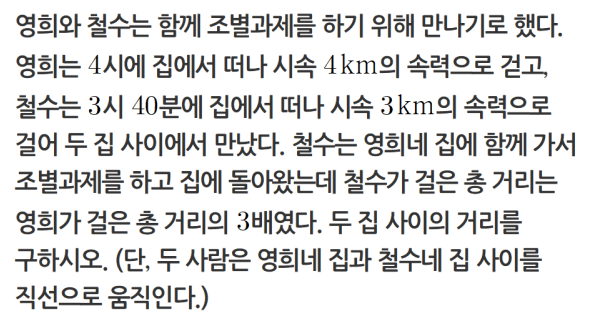 영희와 철수는 함께 조별과제를 하기 위해 만나기로 했다.
영희는 4시에 집에서 떠나 시속 4km의 속력으로 걷고,
철수는 3시 40분에 집에서 떠나 시속 3km의 속력으로
걸어 두 집 사이에서 만났다. 철수는 영희네 집에 함께 가서
조별과제를 하고 집에 돌아왔는데 철수가 걸은 총 거리는
영희가 걸은 총 거리의 3배였다. 두 집 사이의 거리를
구하시오. (단, 두 사람은 영희네 집과 철수네 집 사이를
직선으로 움직인다.)